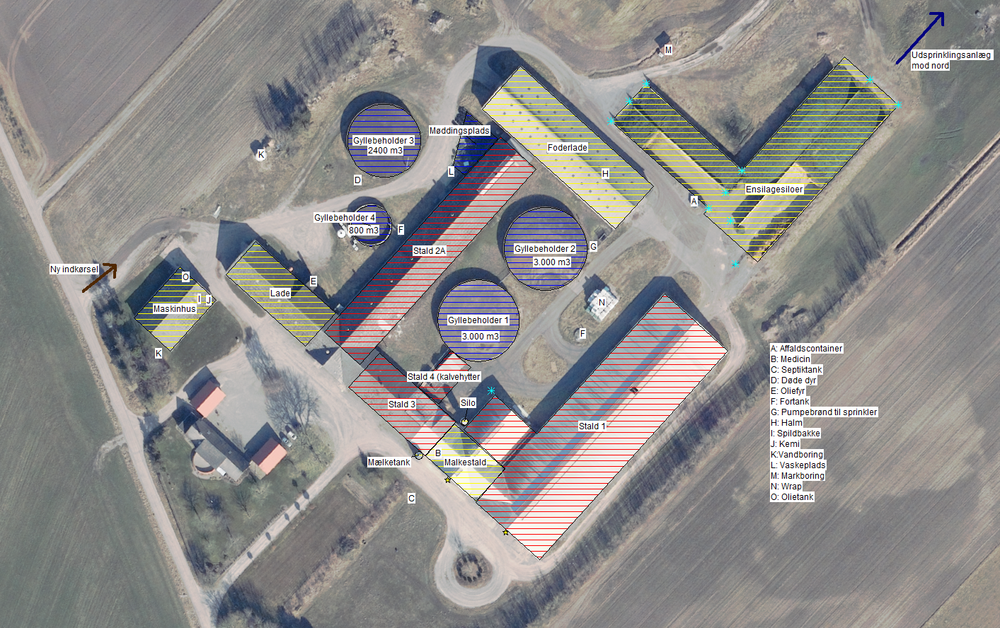 M
Udsprinklingsanlæg
mod nord
Møddingsplads
Gyllebeholder 3
2400 m3
Foderlade
K
L
H
D
Ensilagesiloer
A
Gyllebeholder 4
800 m3
F
Stald 2A
Gyllebeholder 2
3.000 m3
G
Ny indkørsel
O
E
Lade
I
J
Maskinhus
N
Gyllebeholder 1
3.000 m3
F
K
A: Affaldscontainer
B: Medicin
C: Septiktank
D: Døde dyr
E: Oliefyr
F: Fortank
G: Pumpebrønd til sprinkler
H: Halm
I: Spildbakke
J: Kemi
K:Vandboring
L: Vaskeplads
M: Markboring
N: Wrap
O: Olietank
Stald 4 (kalvehytter
Stald 3
Silo
Stald 1
B
Mælketank
Malkestald
C